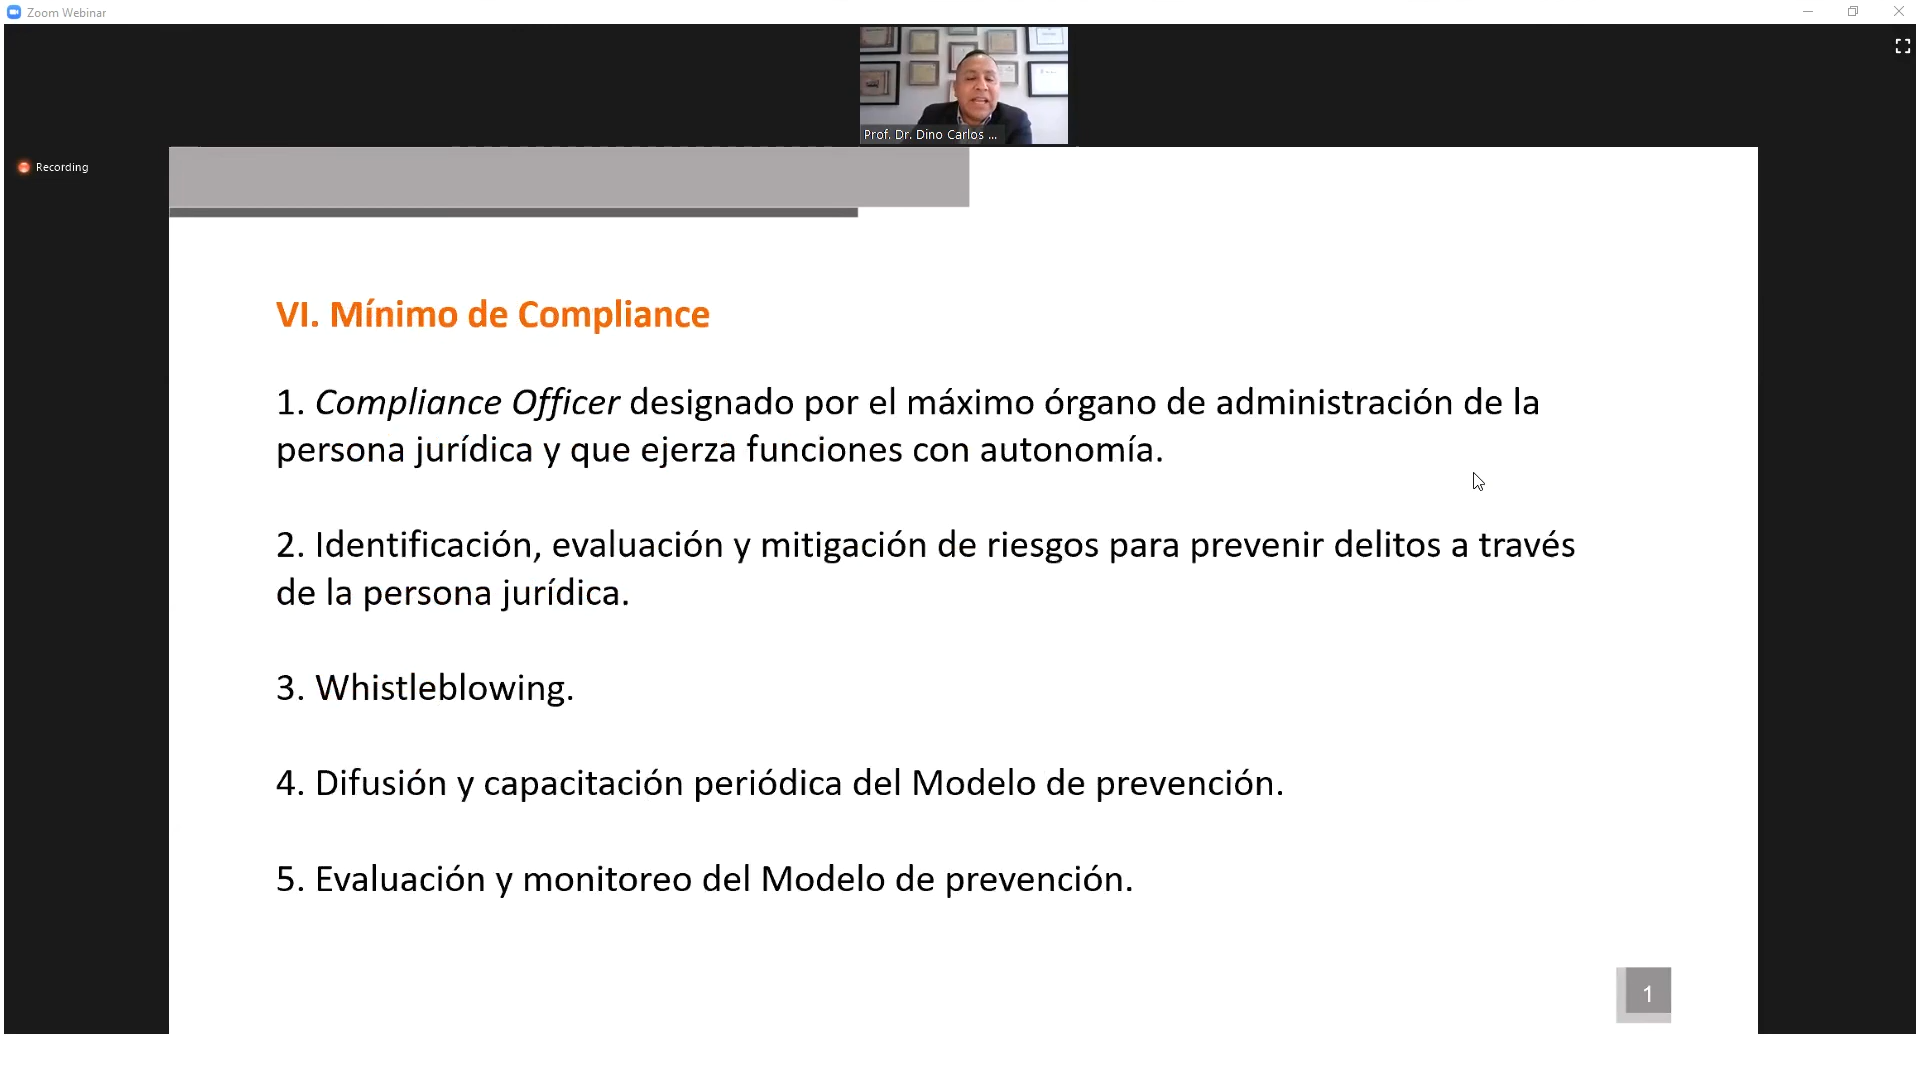 Zoom Webinar
Prof. Dr. Dino Carlos ...
Recording
VI. Mínimo de Compliance
1. Compliance Officer designado por el máximo órgano de administración de la
persona jurídica y que ejerza funciones con autonomía.
2. Identificación, evaluación y mitigación de riesgos para prevenir delitos a través
de la persona jurídica.
3. Whistleblowing.
4. Difusión y capacitación periódica del Modelo de prevención.
5. Evaluación y monitoreo del Modelo de prevención.
1